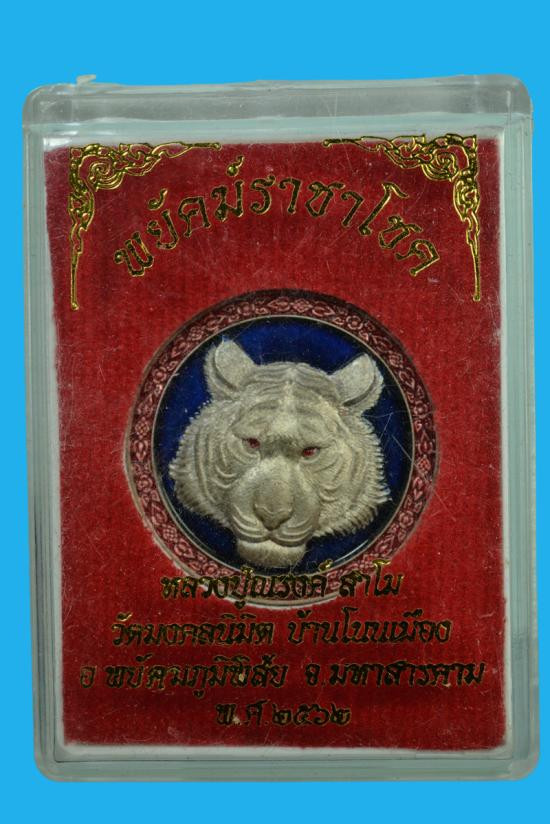 พยัคฆ์ราชาโชค
หลวงปู่ณรงค์ สาโม
วัดมงคลนิมิต บ้านโนนเมือง
อ.พยัคฆภูมิพิสัย จ.มหาสารคาม
พ.ศ.๒๕๖๒